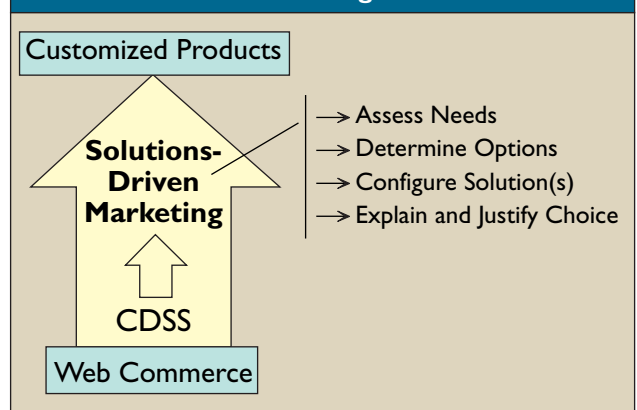 Customized Products
Solutions-
Driven
Marketing
→ Assess Needs
→ Determine Options
→ Configure Solution(s)
→ Explain and Justify Choice
CDSS
Web Commerce